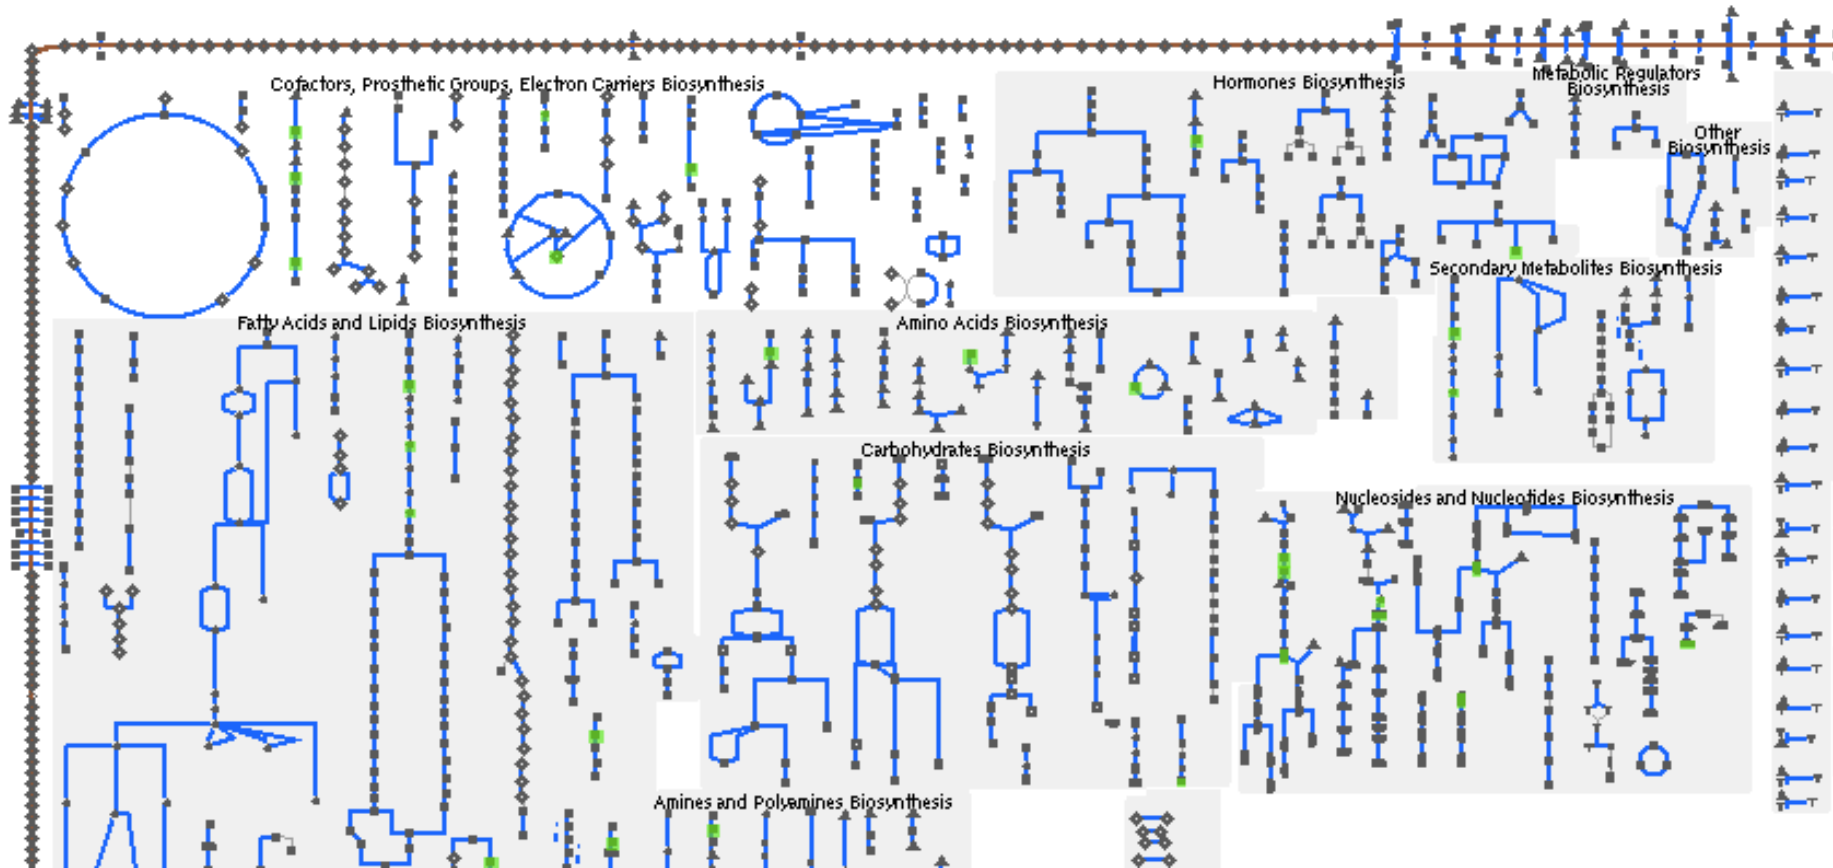 Cofactors, Prosthetic Groups, Electron Carriers Biosynthesis
Hormones Biosynthesis
Metabolic Regulators
Biosynthesis
Other
Biosynthesis
Secondary Metabolites Biosynthesis
Fatty Acids and Lipids Biosynthesis
Amino Acids Biosynthesis
Carbohydrates Biosynthesis
Nucleosides and Nucleotides Biosynthesis
Amines and Polyamines Biosynthesis